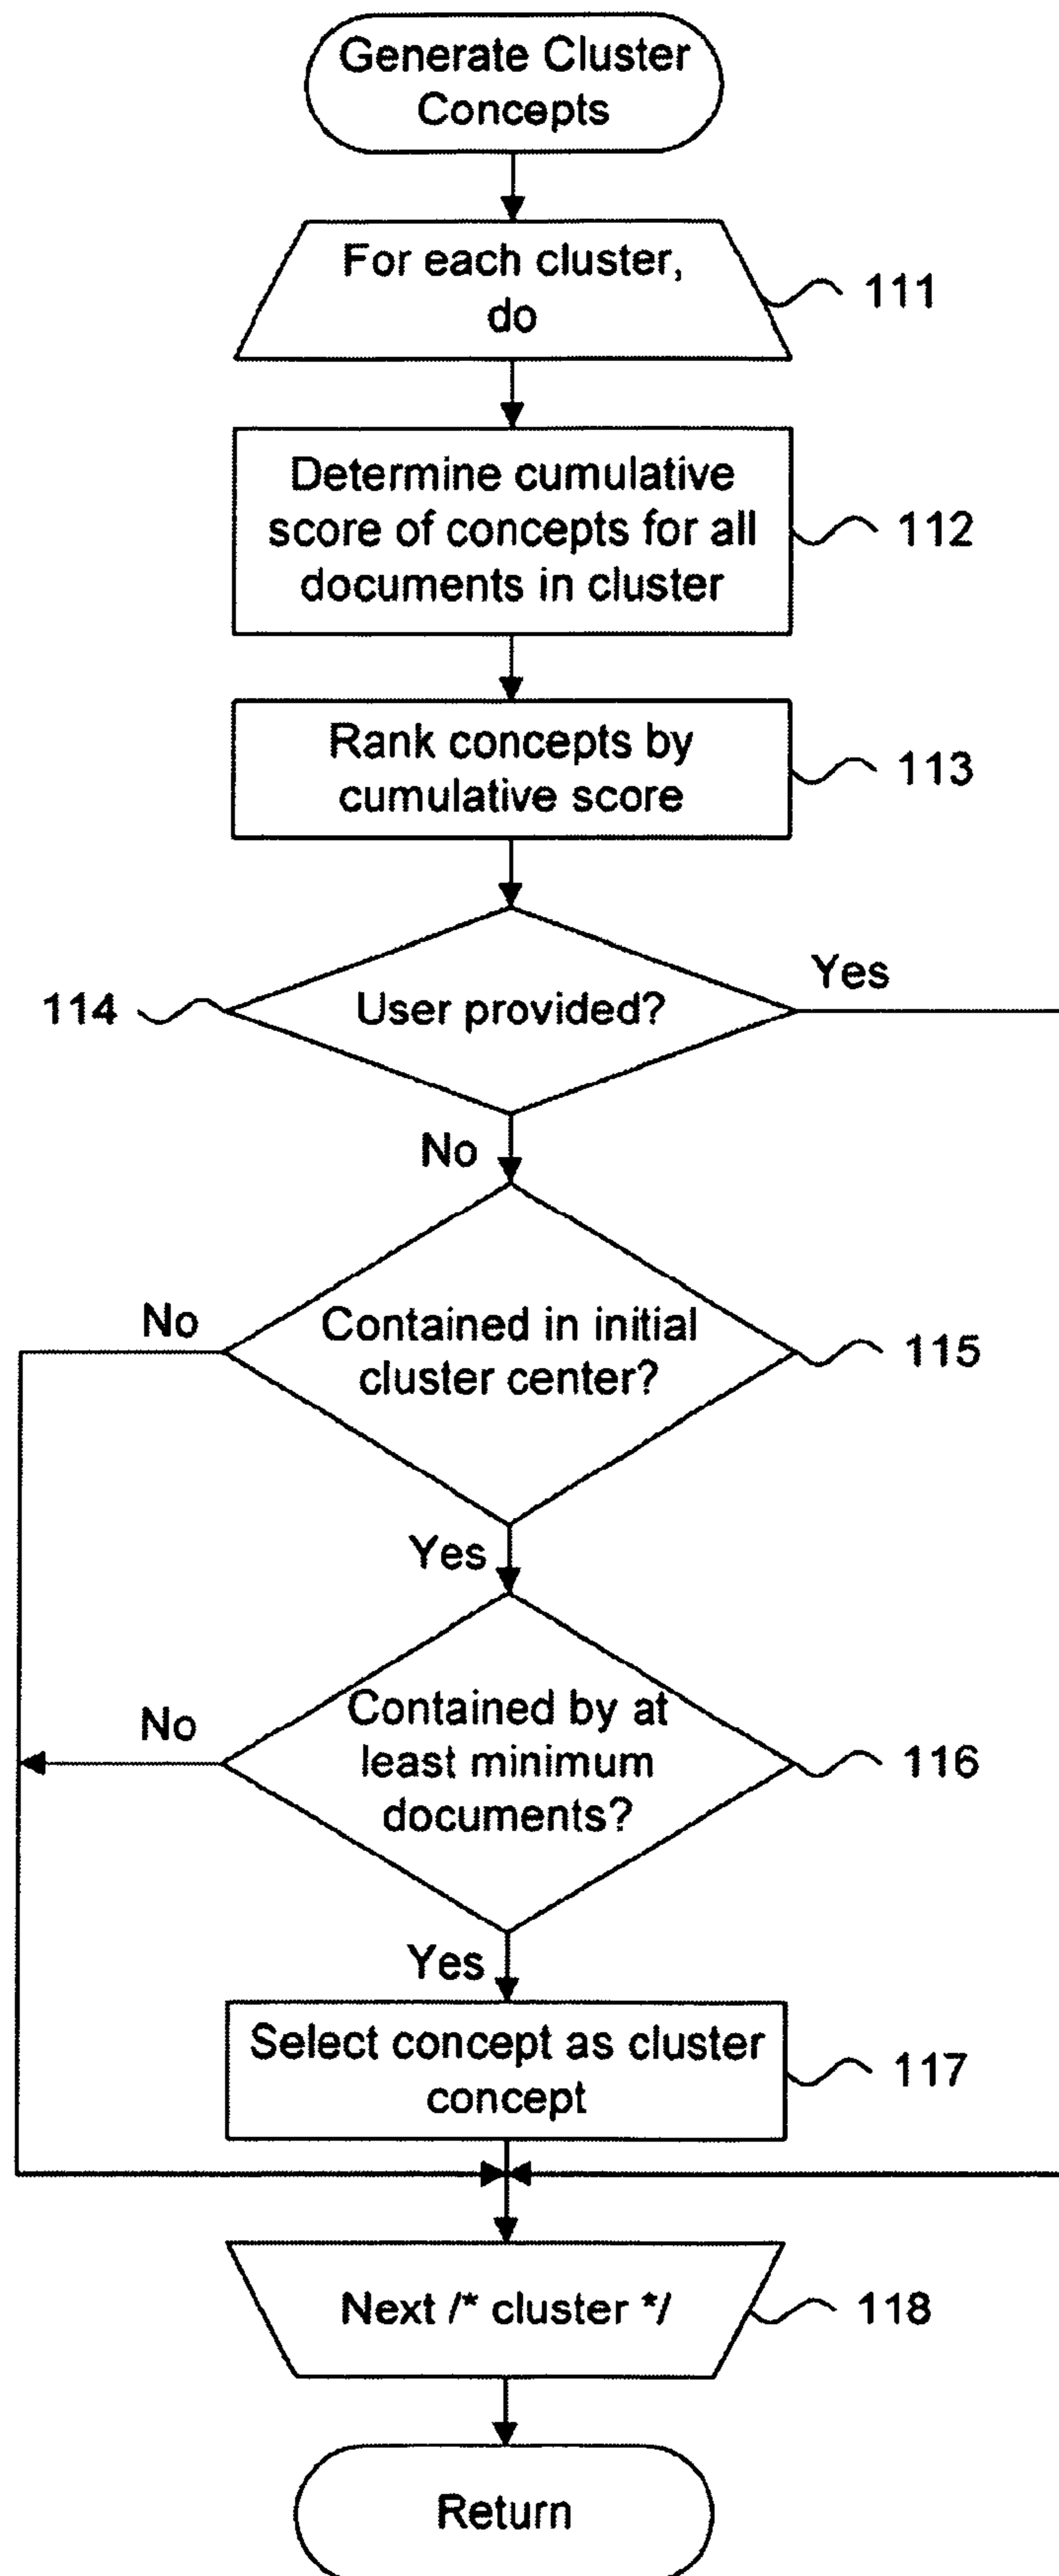 Generate Cluster
Concepts
For each cluster,
do
111
Determine cumulative
score of concepts for all
documents in cluster
112
Rank concepts by
cumulative score
113
114
User provided?
Yes
No
Contained in initial
cluster center?
No
115
Yes
Contained by at
least minimum
documents?
No
116
Yes
Select concept as cluster
concept
117
Next /* cluster */
118
Return